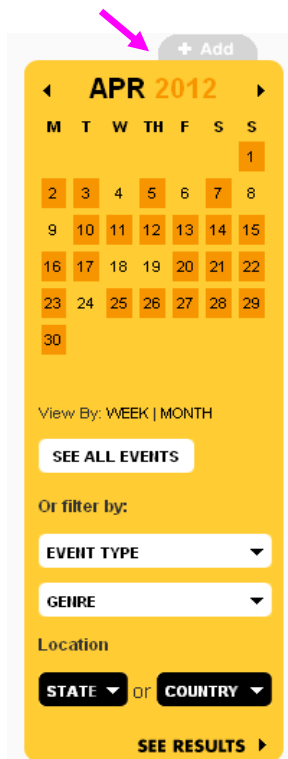 + Add
APR 2012
M T W TH F S S
1
2 3 4 5 6 7 8
9 10 11 12 13 14 15
16 17 18 19 20 21 22
23 24 25 26 27 28 29
30
View By: WEEK | MONTH
SEE ALL EVENTS
Or filter by:
EVENT TYPE
GENRE
Location
STATE or COUNTRY
SEE RESULTS